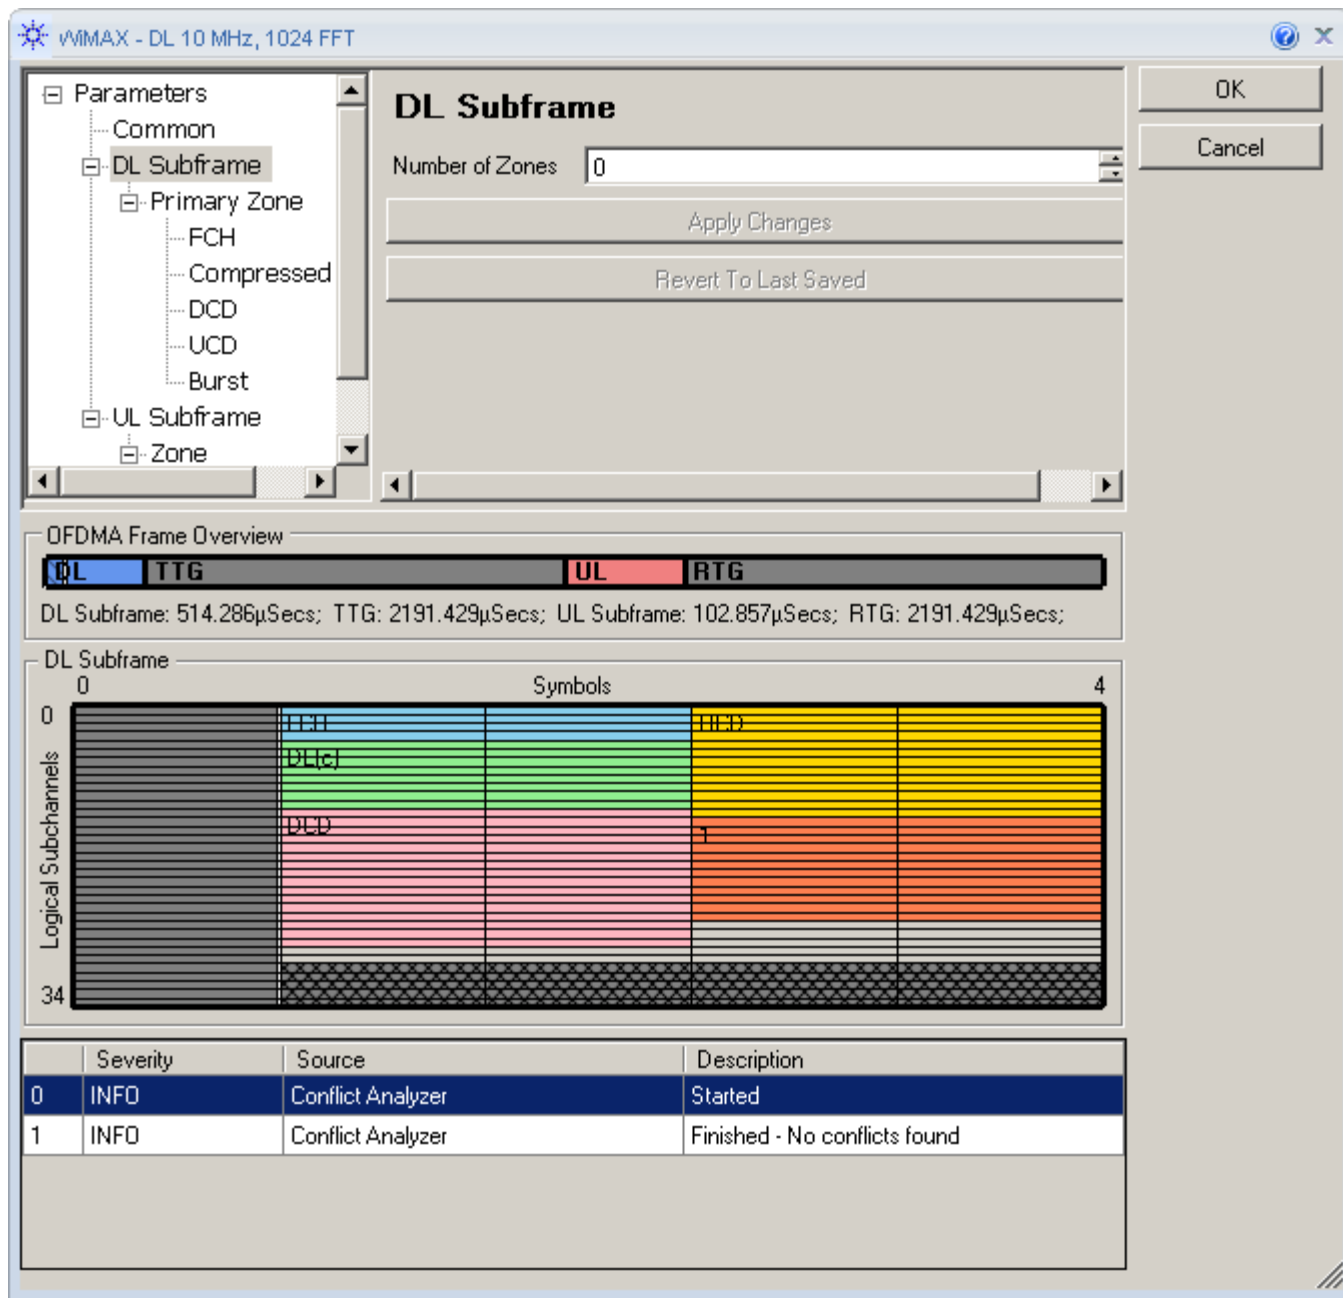 WiMAX - DL 10 MHz, 1024 FFT
Parameters
Common
DL Subframe
Primary Zone
FCH
Compressed
DCD
UCD
Burst
UL Subframe
Zone
DL Subframe
Number of Zones 0
Apply Changes
Revert To Last Saved
OK
Cancel
OFDMA Frame Overview
DL TTG UL RTG
DL Subframe: 514.286µSecs; TTG: 2191.429µSecs; UL Subframe: 102.857µSecs; RTG: 2191.429µSecs;
DL Subframe
0 Symbols 4
0
Logical Subchannels
34
FCH
UCD
DL(c)
DCD
1
Severity Source Description
0 INFO Conflict Analyzer Started
1 INFO Conflict Analyzer Finished - No conflicts found